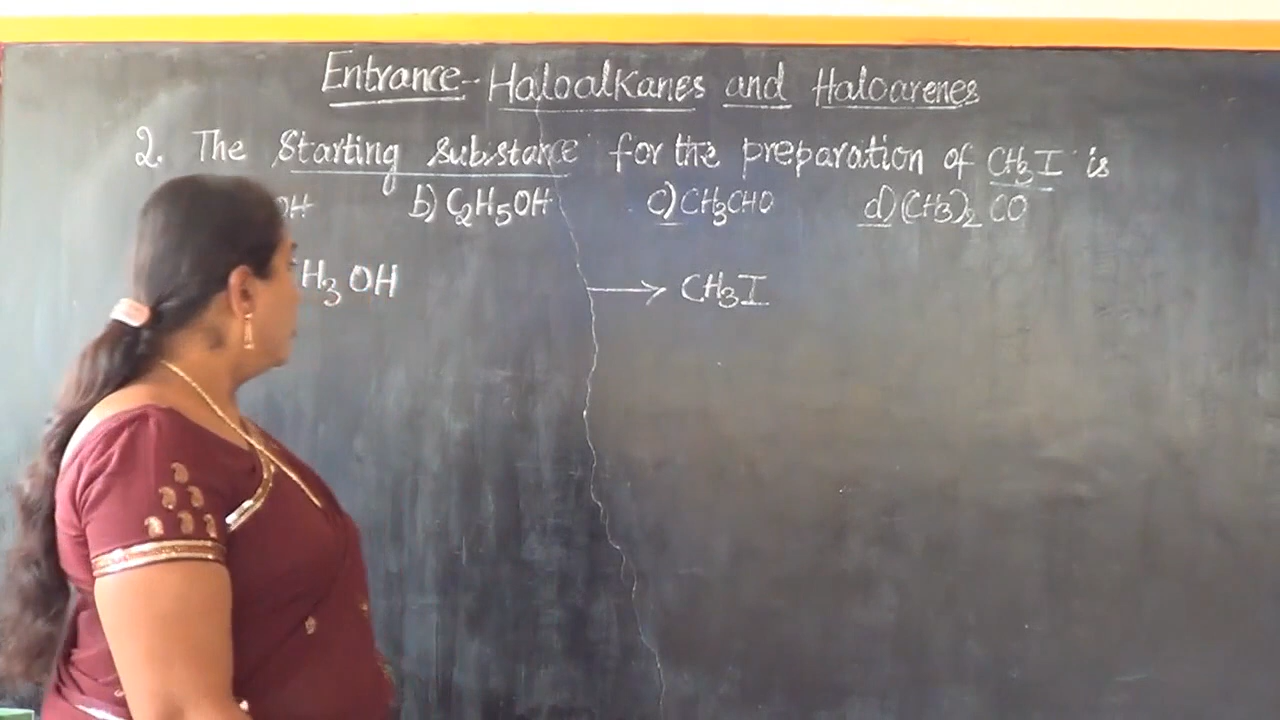 Entrance- Haloalkanes and Haloarenes
2. The Starting substance for the preparation of CH3I is
OH b) C2H5OH c) CH3CHO d) (CH3)2 CO
H3 OH → CH3I